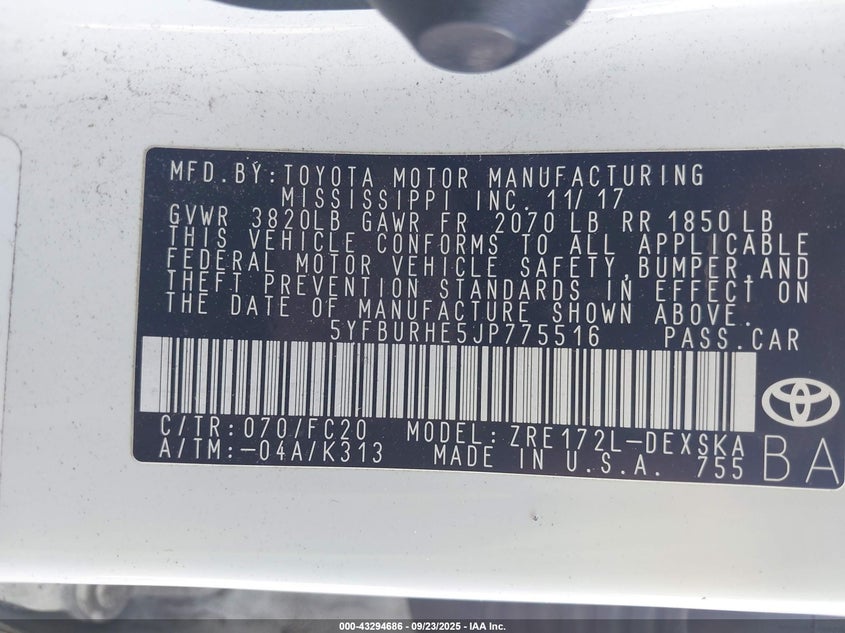 MFD.BY:TOYOTA MOTOR MANUFACTURING
MISSISSIPPI INC. 11/17
GVWR 3820LB GAWR FR 2070 LB RR 1850 LB
THIS VEHICLE CONFORMS TO ALL APPLICABLE
FEDERAL MOTOR VEHICLE SAFETY,BUMPER,AND
THEFT PREVENTION STANDARDS IN EFFECT ON
THE DATE OF MANUFACTURE SHOWN ABOVE.
5YFBURHE5JP775516 PASS.CAR
C/TR:070/FC20 MODEL:ZRE172L-DEXSKA
A/TM:-04A/K313 MADE IN U.S.A. 755 BA
000-43294686 - 09/23/2025 - IAA Inc.